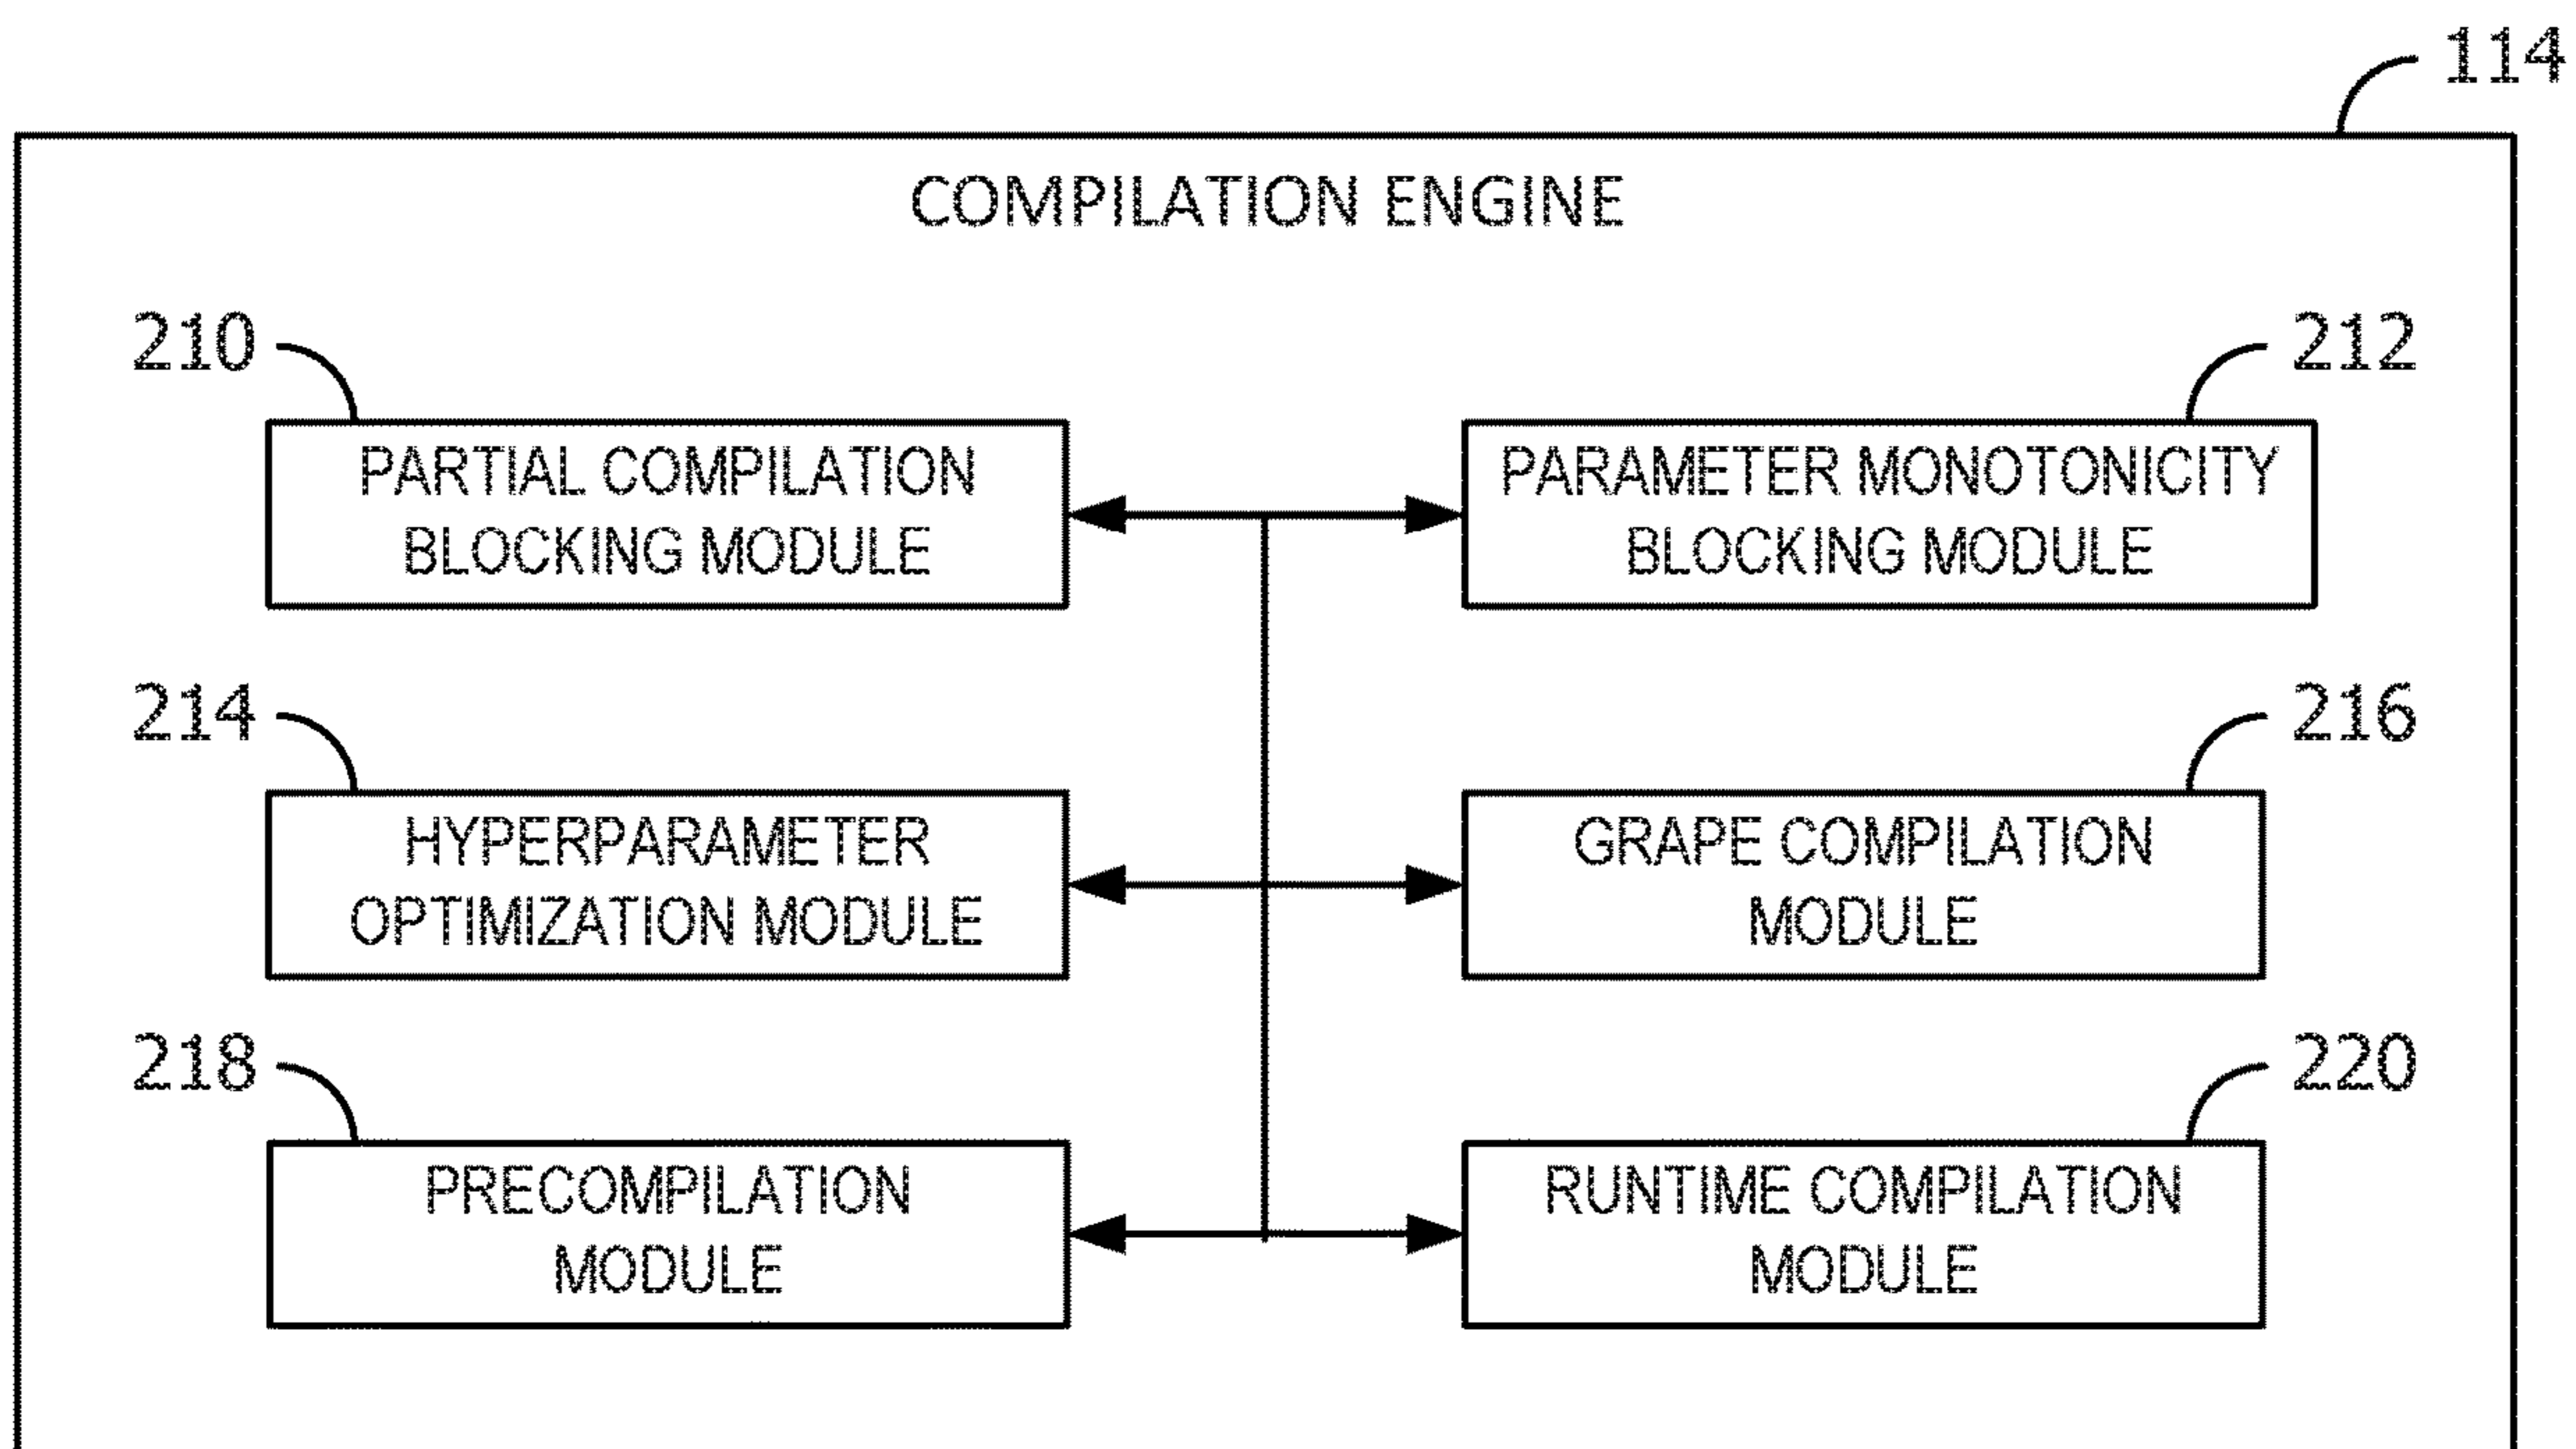 114
COMPILATION ENGINE
210
212
PARTIAL COMPILATION
BLOCKING MODULE
PARAMETER MONOTONICITY
BLOCKING MODULE
214
216
HYPERPARAMETER
OPTIMIZATION MODULE
GRAPE COMPILATION
MODULE
218
220
PRECOMPILATION
MODULE
RUNTIME COMPILATION
MODULE